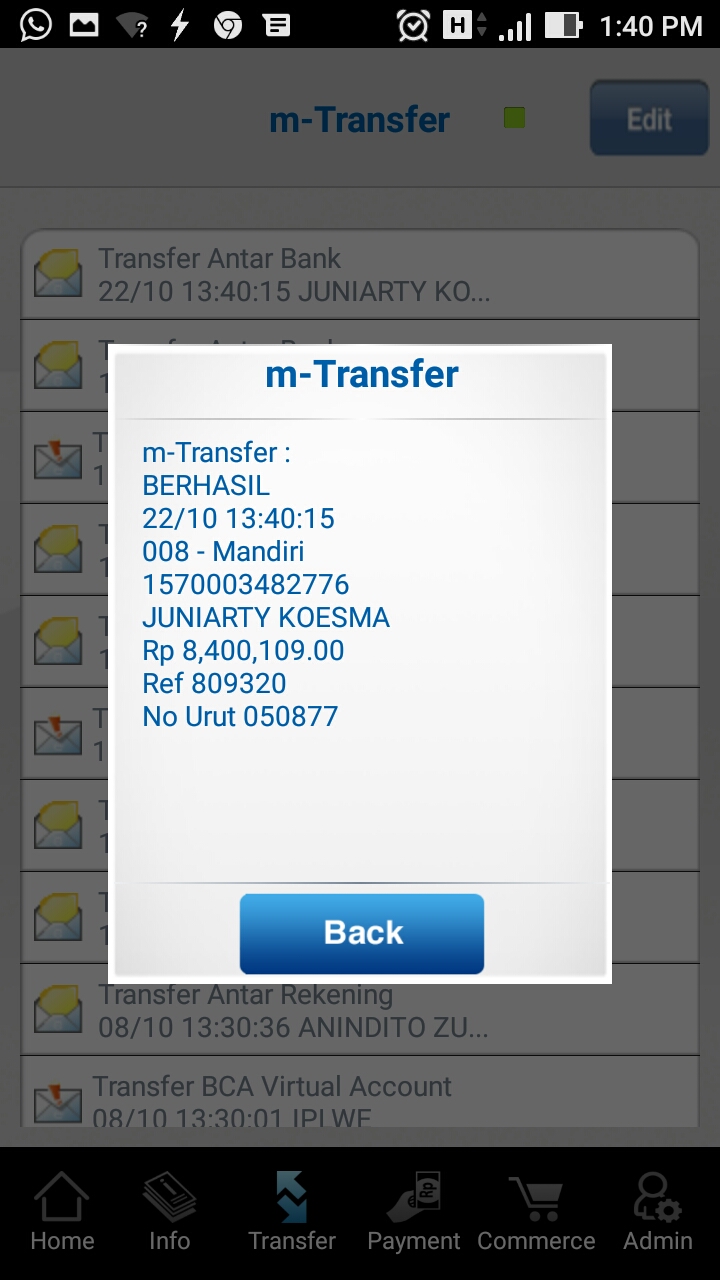 1:40 PM
m-Transfer
Edit
Transfer Antar Bank
22/10 13:40:15 JUNIARTY KO...
m-Transfer
m-Transfer :
BERHASIL
22/10 13:40:15
008 - Mandiri
1570003482776
JUNIARTY KOESMA
Rp 8,400,109.00
Ref 809320
No Urut 050877
Back
Transfer Antar Rekening
08/10 13:30:36 ANINDITO ZU...
Transfer BCA Virtual Account
08/10 13:30:01 IPL WE
Home Info Transfer Payment Commerce Admin